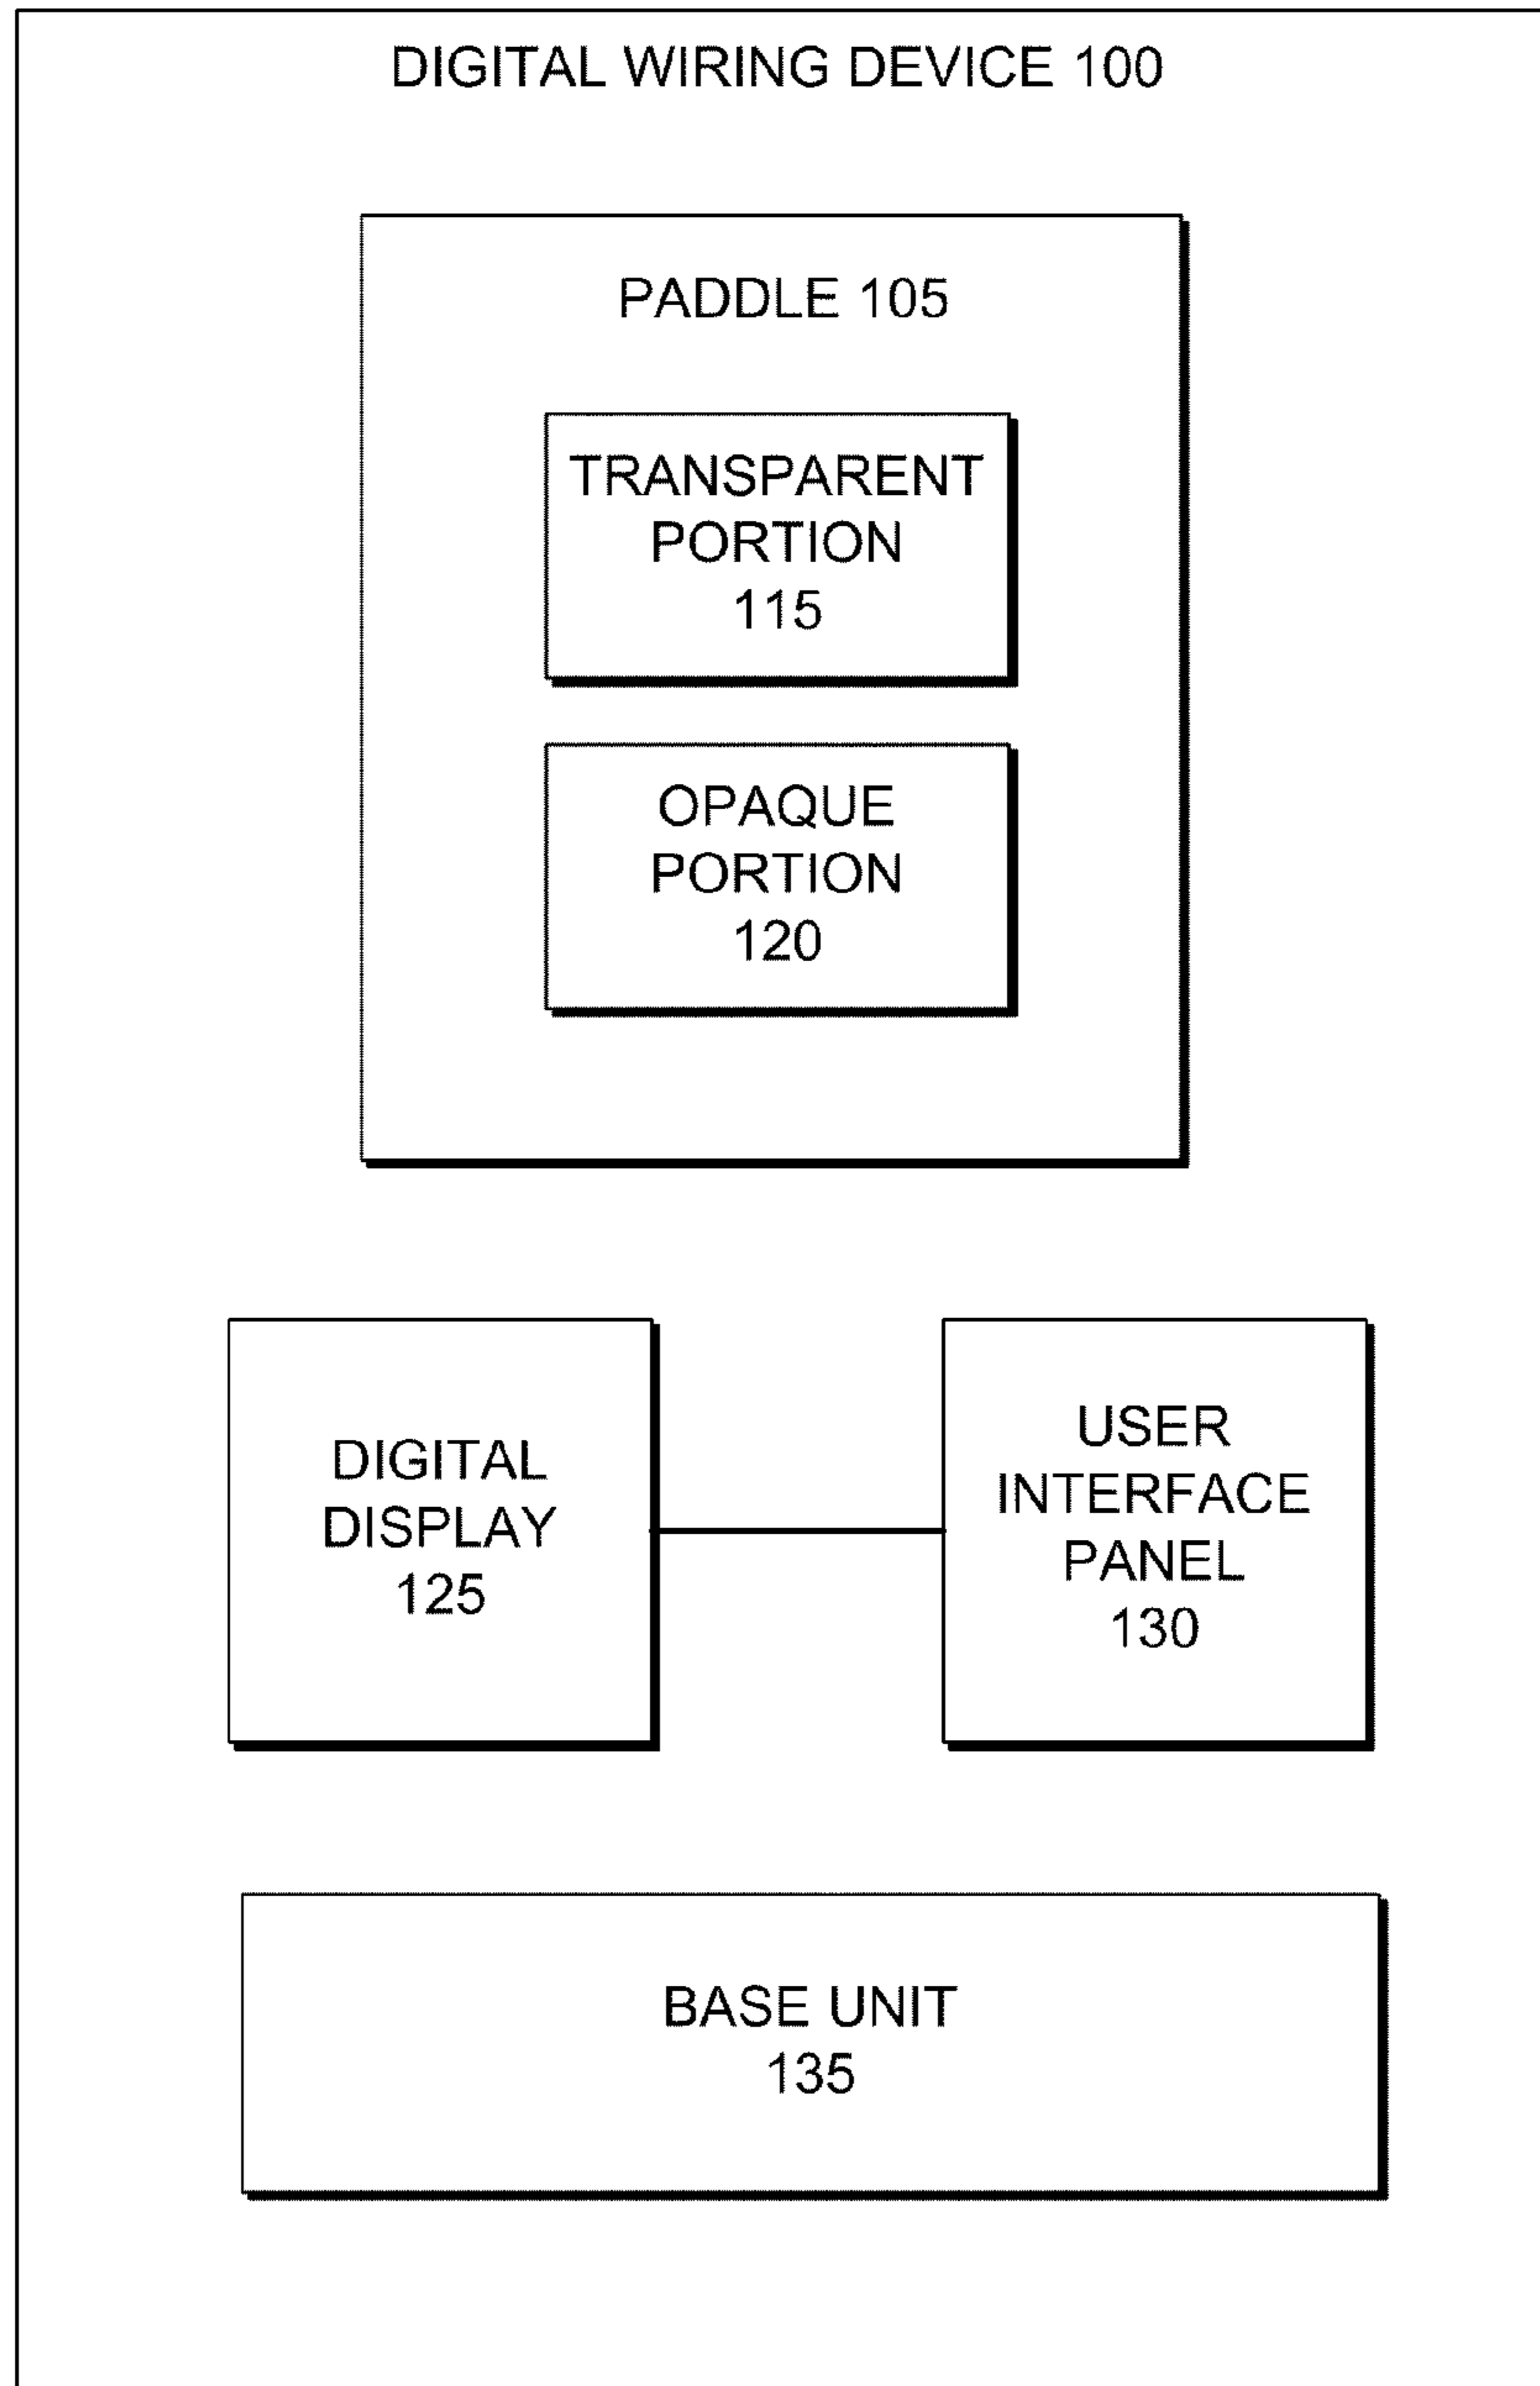 DIGITAL WIRING DEVICE 100
PADDLE 105
TRANSPARENT
PORTION
115
OPAQUE
PORTION
120
DIGITAL
DISPLAY
125
USER
INTERFACE
PANEL
130
BASE UNIT
135